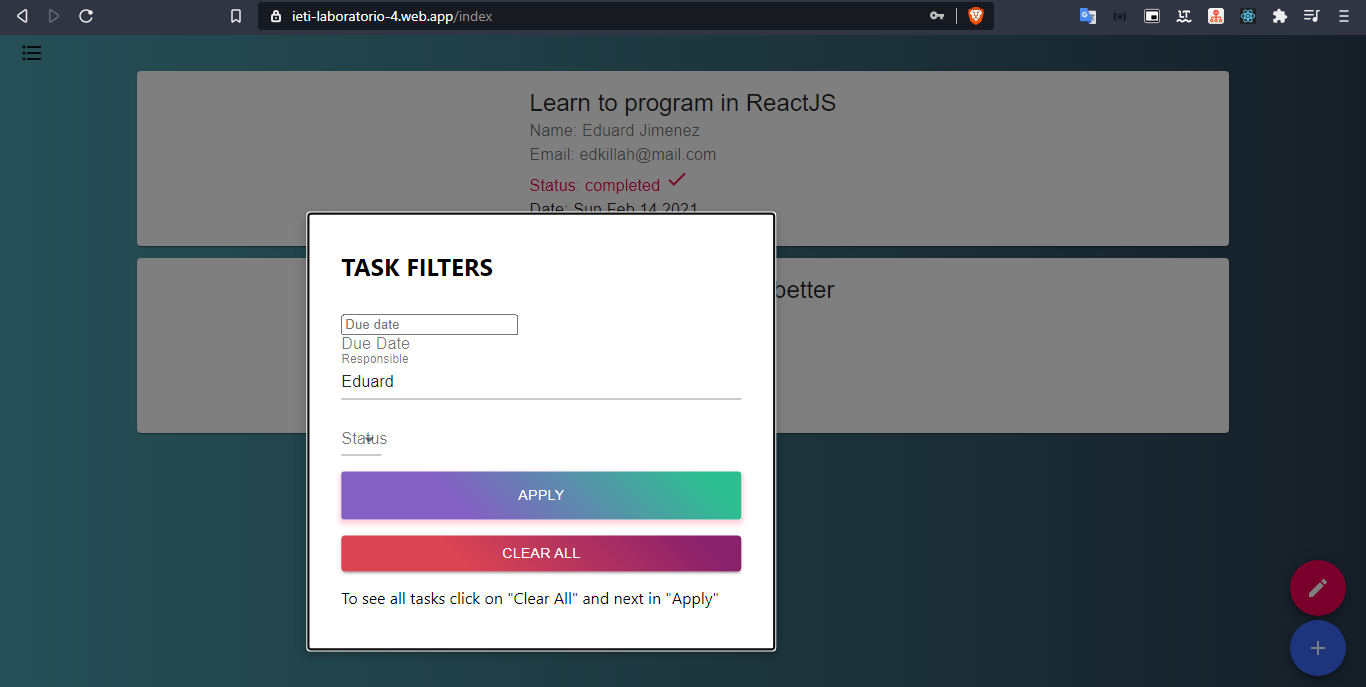 ieti-laboratorio-4.web.app/index
Learn to program in ReactJS
Name: Eduard Jimenez
Email: edkillah@mail.com
Status: completed
Date: Sun Feb 14 2021
better
TASK FILTERS
Due date
Due Date
Responsible
Eduard
Status
APPLY
CLEAR ALL
To see all tasks click on "Clear All" and next in "Apply"